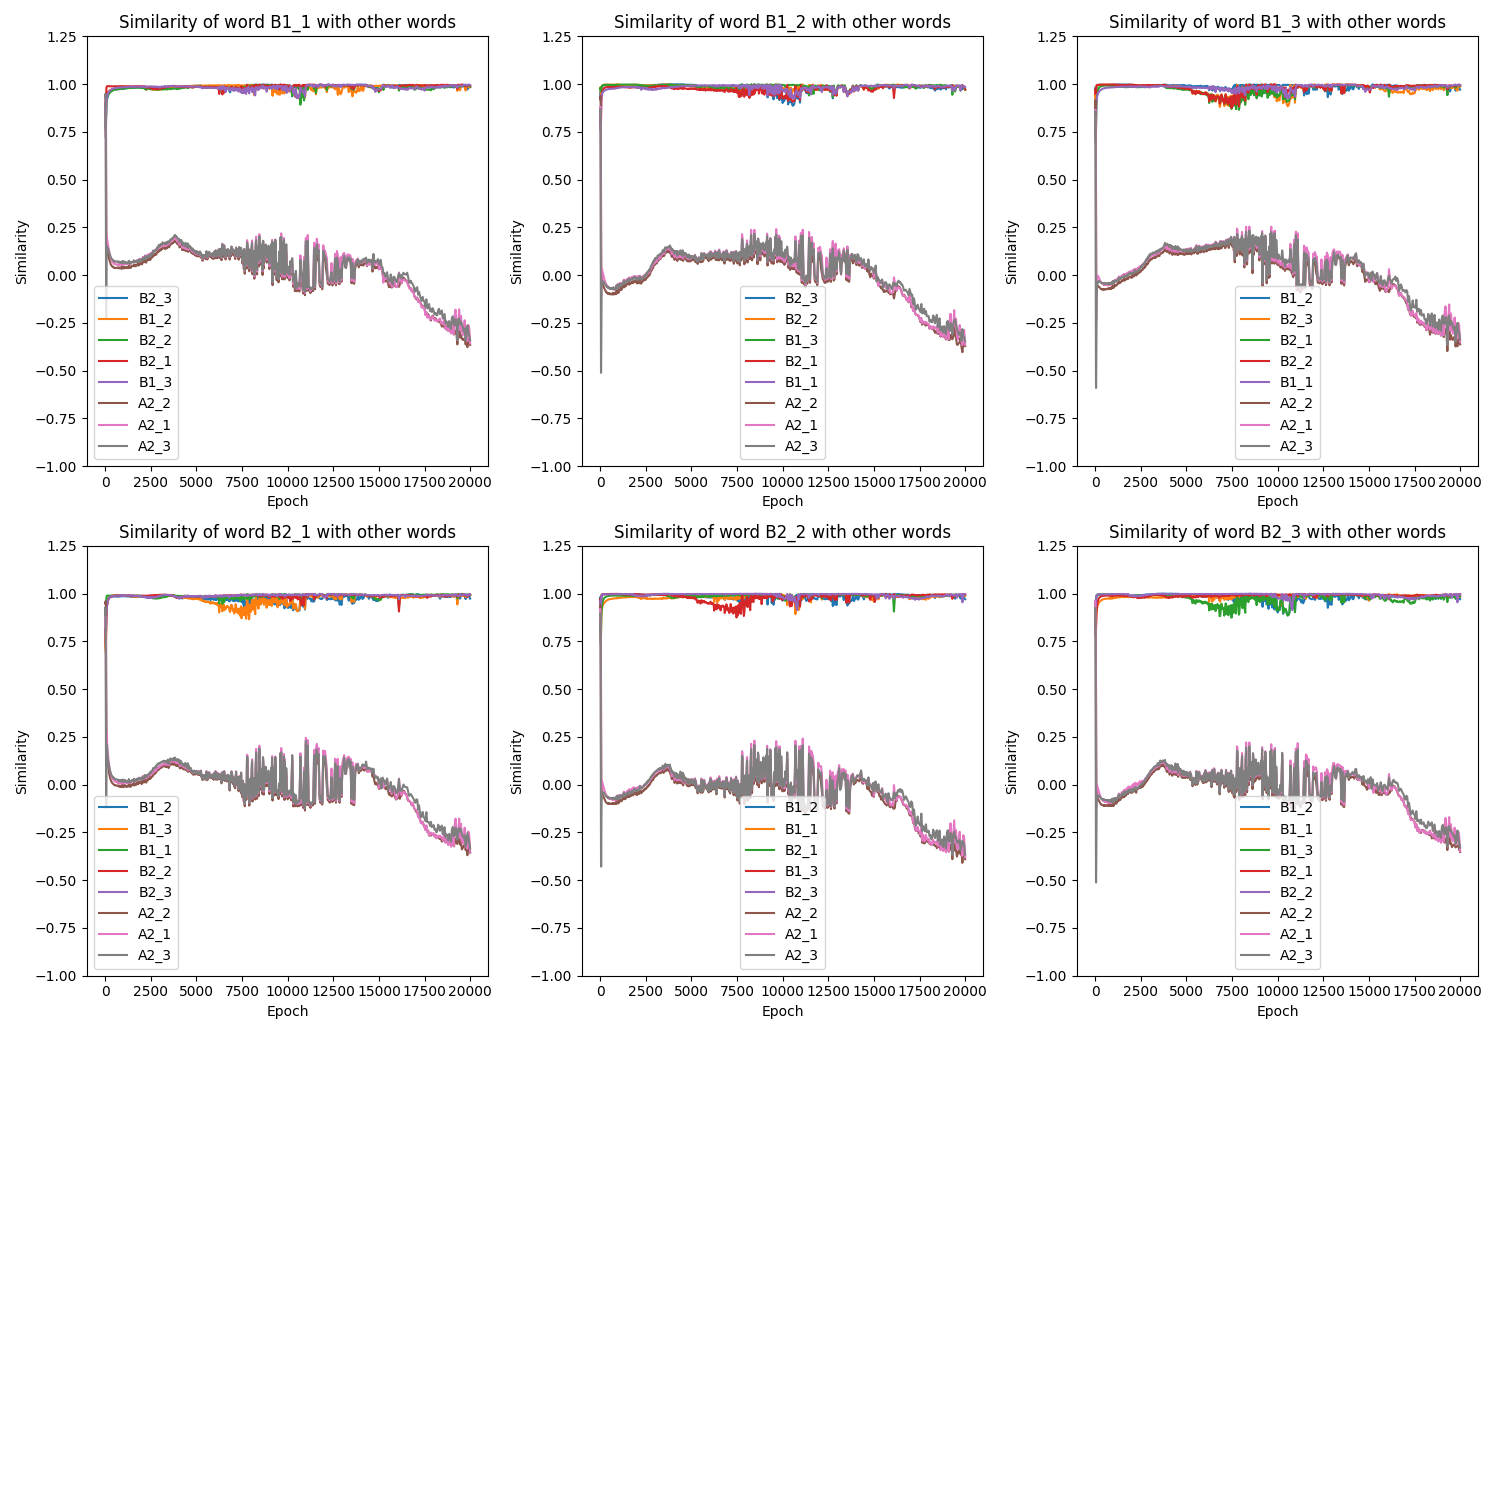 Similarity of word B1_1 with other words
1.25
1.00
0.75
0.50
0.25
0.00
−0.25
−0.50
−0.75
−1.00
Similarity
B2_3
B1_2
B2_2
B2_1
B1_3
A2_2
A2_1
A2_3
0 2500 5000 7500 10000 12500 15000 17500 20000
Epoch
Similarity of word B1_2 with other words
1.25
1.00
0.75
0.50
0.25
0.00
−0.25
−0.50
−0.75
−1.00
Similarity
B2_3
B2_2
B1_3
B2_1
B1_1
A2_2
A2_1
A2_3
0 2500 5000 7500 10000 12500 15000 17500 20000
Epoch
Similarity of word B1_3 with other words
1.25
1.00
0.75
0.50
0.25
0.00
−0.25
−0.50
−0.75
−1.00
Similarity
B1_2
B2_3
B2_1
B2_2
B1_1
A2_2
A2_1
A2_3
0 2500 5000 7500 10000 12500 15000 17500 20000
Epoch
Similarity of word B2_1 with other words
1.25
1.00
0.75
0.50
0.25
0.00
−0.25
−0.50
−0.75
−1.00
Similarity
B1_2
B1_3
B1_1
B2_2
B2_3
A2_2
A2_1
A2_3
0 2500 5000 7500 10000 12500 15000 17500 20000
Epoch
Similarity of word B2_2 with other words
1.25
1.00
0.75
0.50
0.25
0.00
−0.25
−0.50
−0.75
−1.00
Similarity
B1_2
B1_1
B2_1
B1_3
B2_3
A2_2
A2_1
A2_3
0 2500 5000 7500 10000 12500 15000 17500 20000
Epoch
Similarity of word B2_3 with other words
1.25
1.00
0.75
0.50
0.25
0.00
−0.25
−0.50
−0.75
−1.00
Similarity
B1_2
B1_1
B1_3
B2_1
B2_2
A2_2
A2_1
A2_3
0 2500 5000 7500 10000 12500 15000 17500 20000
Epoch